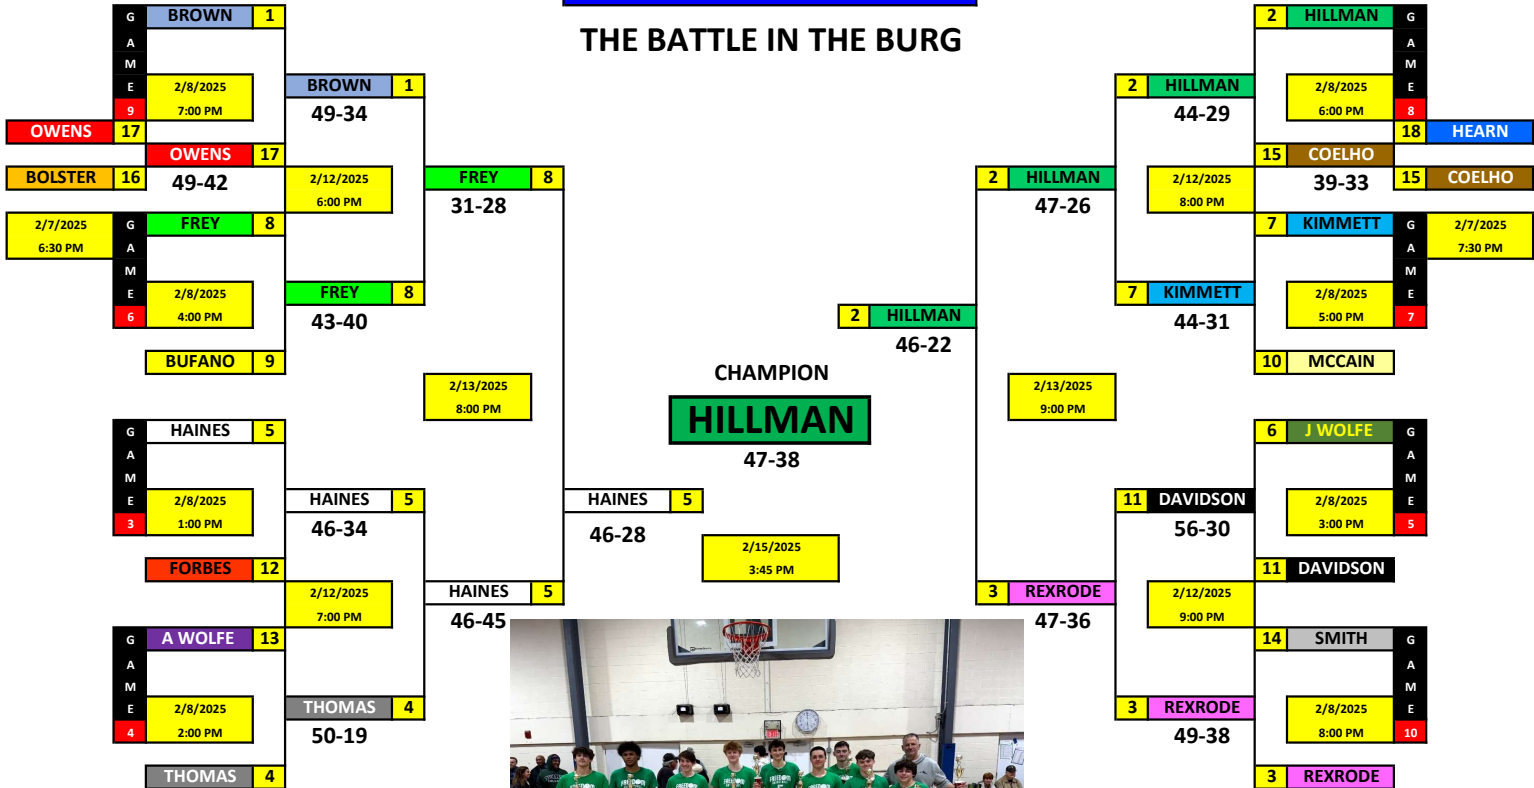 THE BATTLE IN THE BURG
GAME 9
BROWN 1
2/8/2025
7:00 PM
OWENS 17
BOLSTER 16
OWENS 17
49-42
2/7/2025
6:30 PM
BROWN 1
49-34
2/12/2025
6:00 PM
GAME 6
FREY 8
2/8/2025
4:00 PM
BUFANO 9
FREY 8
43-40
FREY 8
31-28
2/13/2025
8:00 PM
GAME 3
HAINES 5
2/8/2025
1:00 PM
FORBES 12
HAINES 5
46-34
2/12/2025
7:00 PM
GAME 4
A WOLFE 13
2/8/2025
2:00 PM
THOMAS 4
THOMAS 4
50-19
HAINES 5
46-45
HAINES 5
46-28
CHAMPION
HILLMAN
47-38
2/15/2025
3:45 PM
2 HILLMAN
46-22
2/13/2025
9:00 PM
2 HILLMAN
47-26
2 HILLMAN
44-29
2/12/2025
8:00 PM
7 KIMMETT
44-31
2 HILLMAN
GAME 8
2/8/2025
6:00 PM
18 HEARN
15 COELHO
15 COELHO
39-33
2/7/2025
7:30 PM
7 KIMMETT
GAME 7
2/8/2025
5:00 PM
10 MCCAIN
6 J WOLFE
GAME 5
2/8/2025
3:00 PM
11 DAVIDSON
11 DAVIDSON
56-30
2/12/2025
9:00 PM
3 REXRODE
47-36
14 SMITH
GAME 10
2/8/2025
8:00 PM
3 REXRODE
3 REXRODE
49-38
EXIT
FREEDOM
FREEDOM